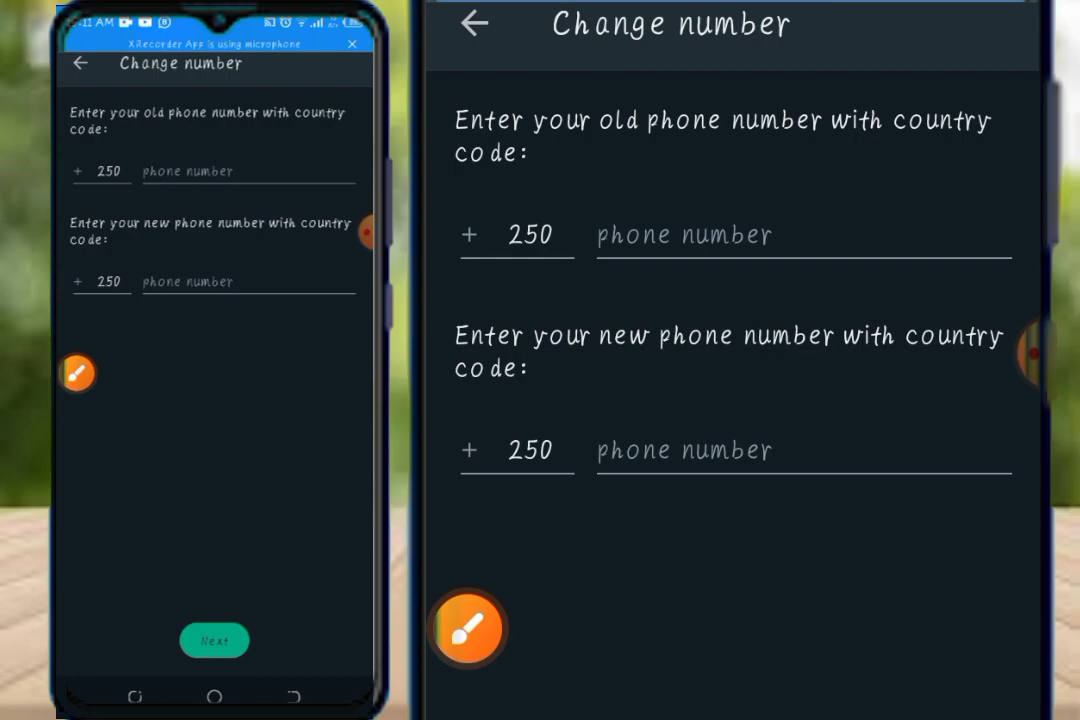 :11 AM
XRecorder App is using microphone
Change number
Enter your old phone number with country
code:
+ 250 phone number
Enter your new phone number with country
code:
+ 250 phone number
Next
Change number
Enter your old phone number with country
code:
+ 250 phone number
Enter your new phone number with country
code:
+ 250 phone number